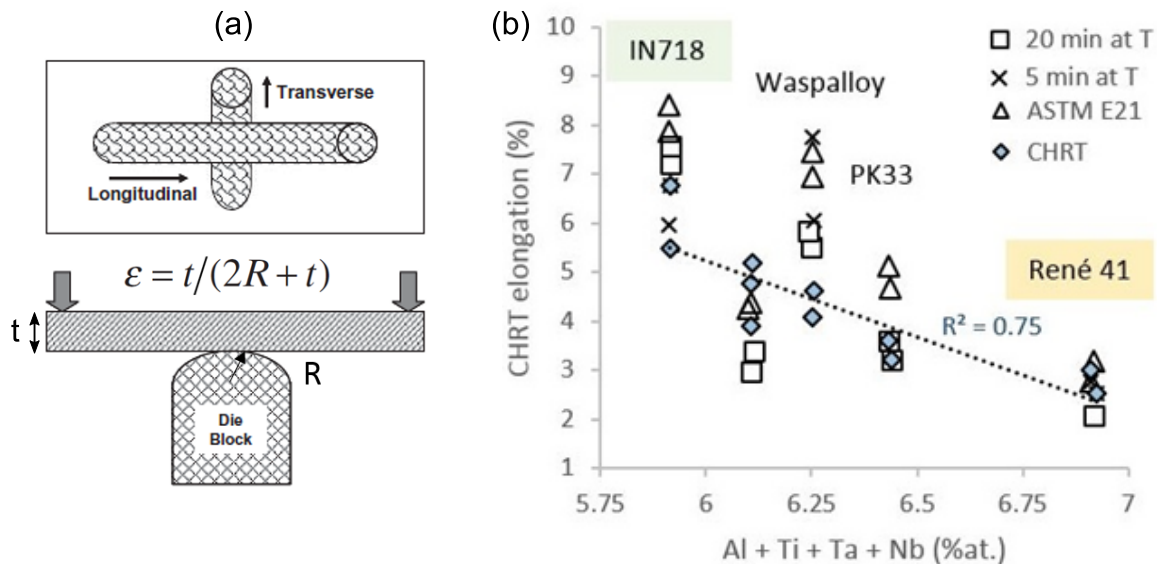 (a)
Transverse
Longitudinal
ε = t/(2R + t)
t
R
Die
Block
(b)
10
9
8
7
6
5
4
3
2
1
CHRT elongation (%)
IN718
Waspalloy
PK33
René 41
R² = 0.75
20 min at T
5 min at T
ASTM E21
CHRT
5.75
6
6.25
6.5
6.75
7
Al + Ti + Ta + Nb (%at.)